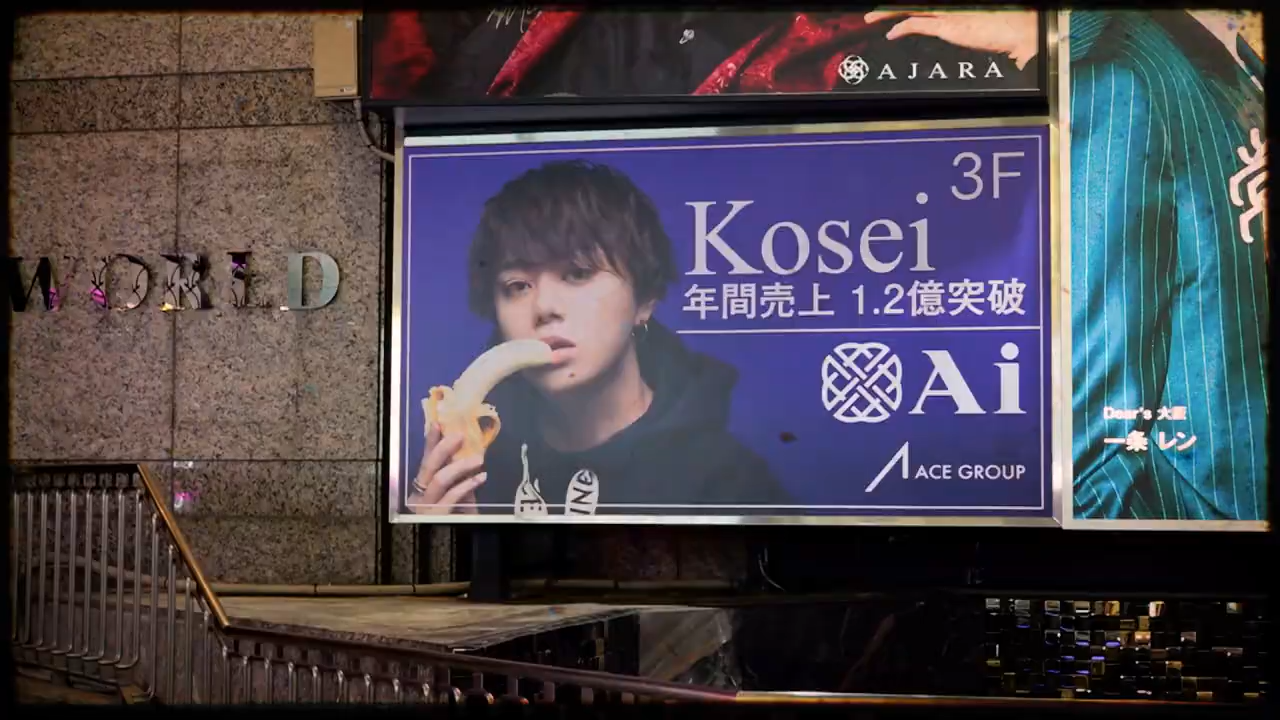 AJARA
WORLD
3F
Kosei
年間売上 1.2億突破
Ai
ACE GROUP
Dear's 大阪
一条 レン